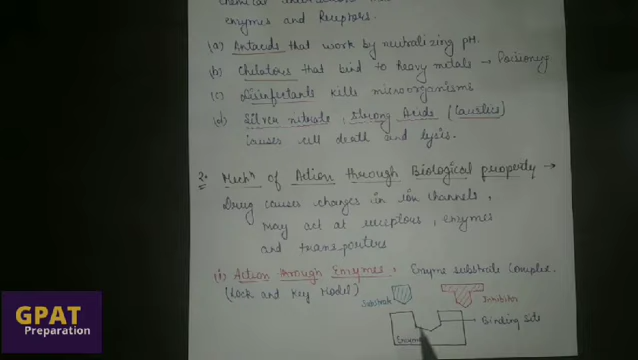 enzymes and Receptors.
(a) Antacids that work by neutralizing pH.
(b) Chelators that bind to heavy metals → Poisioning
(c) Disinfectants kills microorganisms
(d) Silver nitrate, strong Acids (Caustics)
causes cell death and lysis.
2. Mechⁿ of Action through Biological property →
Drug causes changes in ion channels,
may act at receptors, enzymes
and transporters
(i) Action through Enzymes. Enzyme substrate Complex.
(Lock and Key Model)
Substrate
Inhibitor
Binding Site
Enzyme
GPAT
Preparation